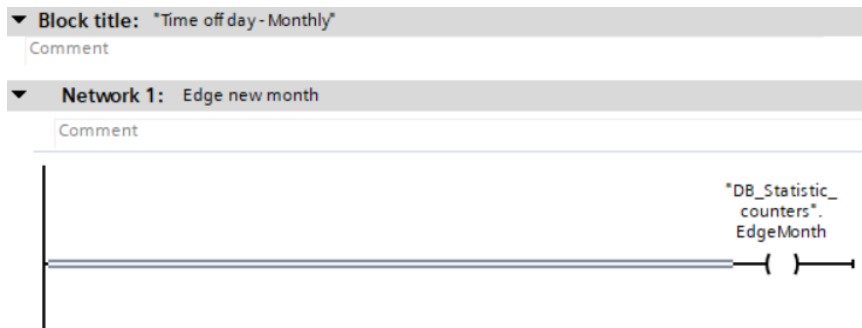 Block title: "Time off day - Monthly"
Comment
Network 1: Edge new month
Comment
"DB_Statistic_
counters".
EdgeMonth